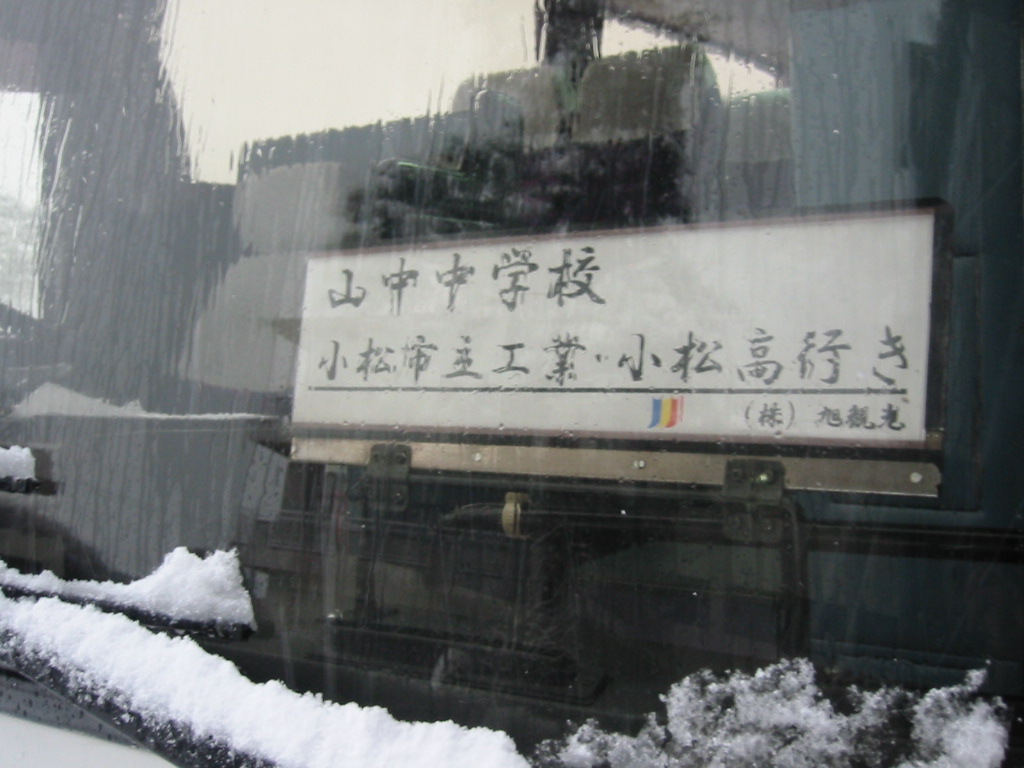 山中中学校
小松市立工業・小松高行き
(株) 旭観光